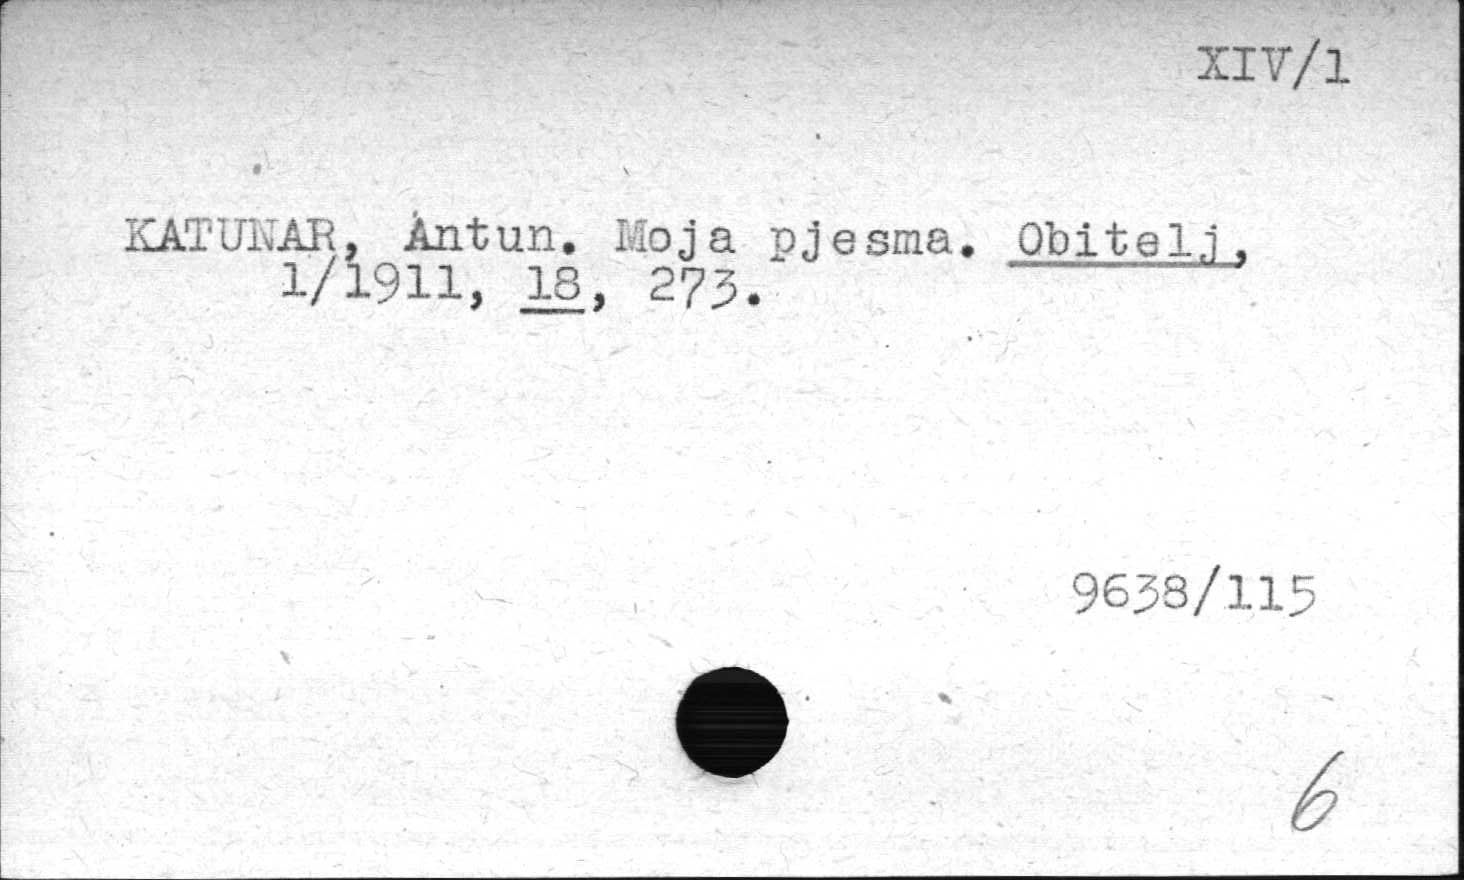 XIV/1
KATUNAR, Antun. Moja pjesma. Obitelj,
1/1911, 18, 273.
9638/115
6